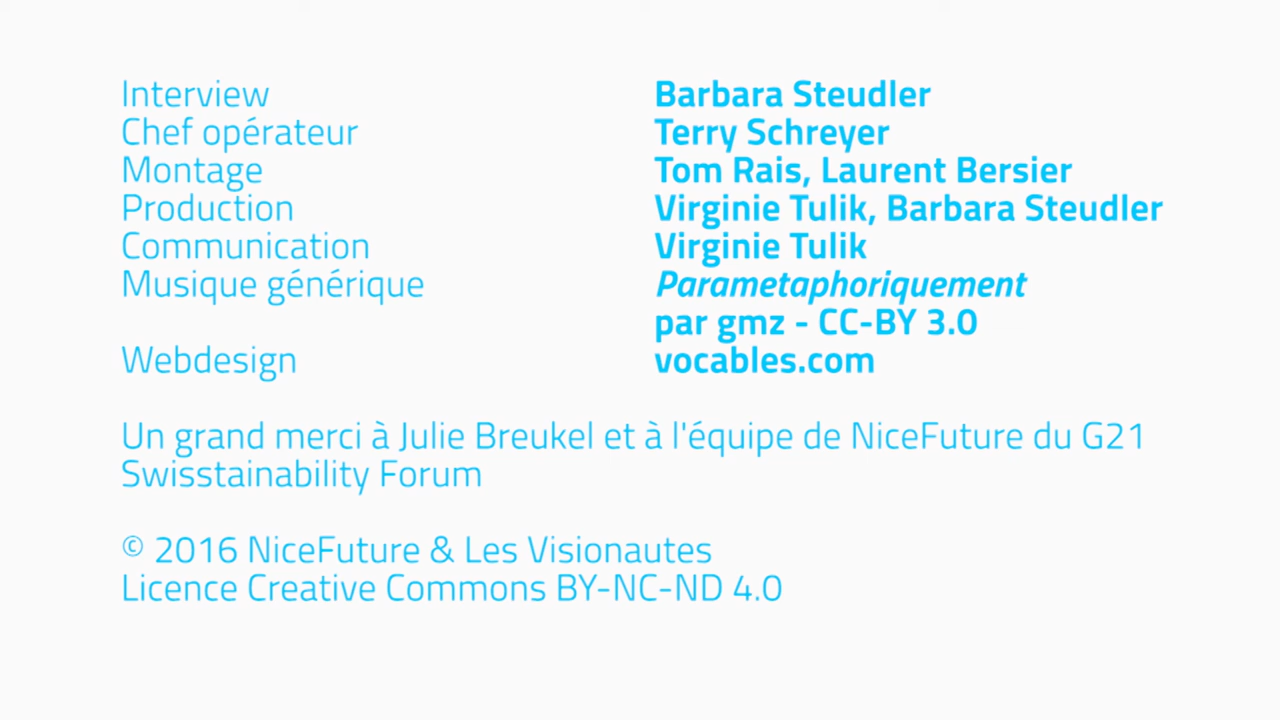 Interview Barbara Steudler
Chef opérateur Terry Schreyer
Montage Tom Rais, Laurent Bersier
Production Virginie Tulik, Barbara Steudler
Communication Virginie Tulik
Musique générique Parametaphoriquement
par gmz - CC-BY 3.0
Webdesign vocables.com
Un grand merci à Julie Breukel et à l'équipe de NiceFuture du G21
Swisstainability Forum
© 2016 NiceFuture & Les Visionautes
Licence Creative Commons BY-NC-ND 4.0